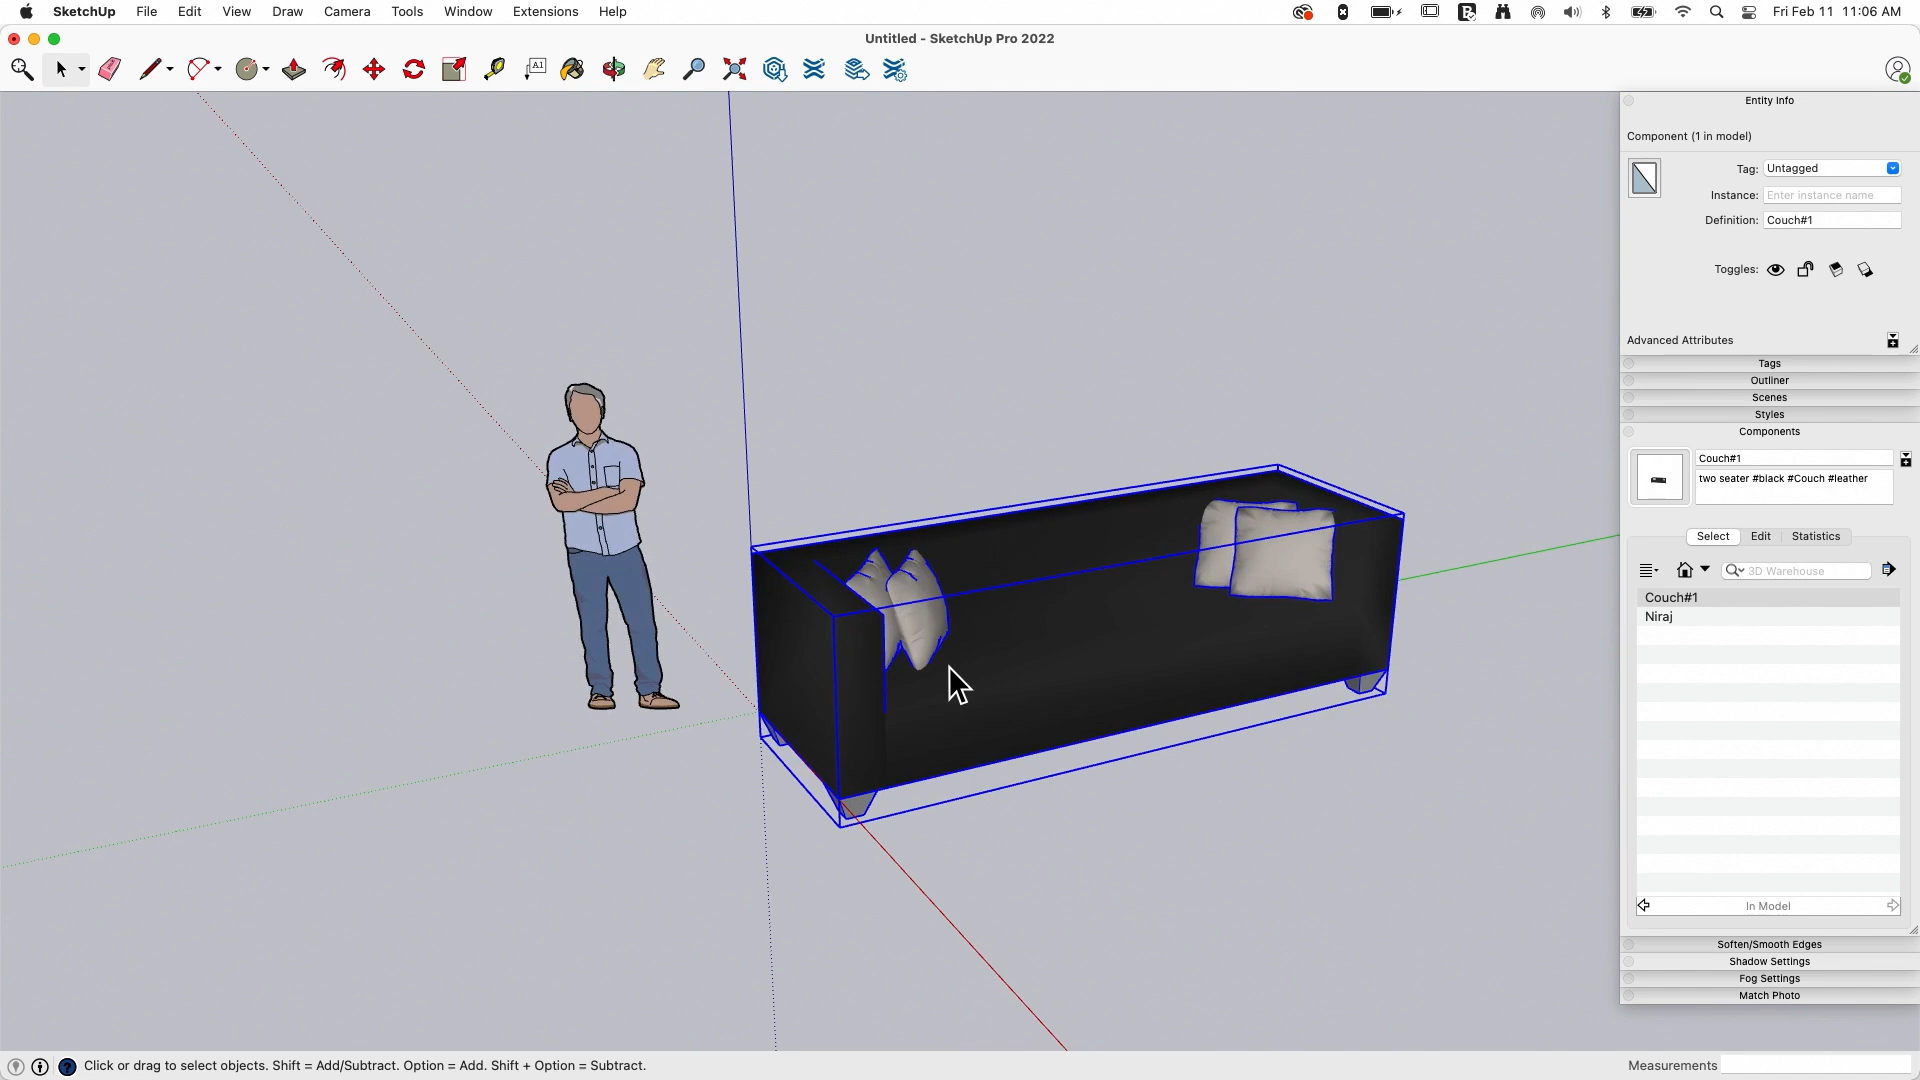 SketchUp File Edit View Draw Camera Tools Window Extensions Help Fri Feb 11 11:06 AM
Untitled - SketchUp Pro 2022
A1
Entity Info
Component (1 in model)
Tag: Untagged
Instance: Enter instance name
Definition: Couch#1
Toggles:
Advanced Attributes
Tags
Outliner
Scenes
Styles
Components
Couch#1
two seater #black #Couch #leather
Select Edit Statistics
3D Warehouse
Couch#1
Niraj
In Model
Soften/Smooth Edges
Shadow Settings
Fog Settings
Match Photo
Click or drag to select objects. Shift = Add/Subtract. Option = Add. Shift + Option = Subtract.
Measurements